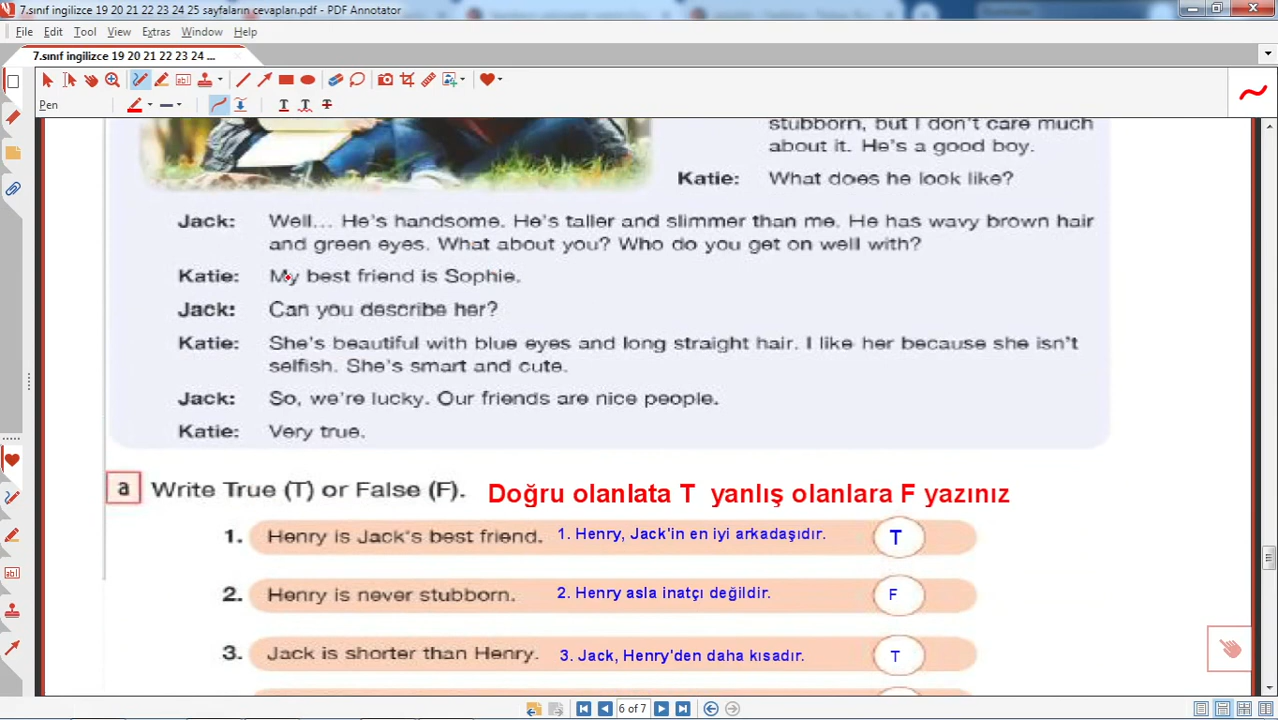 7.sınıf ingilizce 19 20 21 22 23 24 25 sayfaların cevapları.pdf - PDF Annotator
File Edit Tool View Extras Window Help
7.sınıf ingilizce 19 20 21 22 23 24 ...
Pen
stubborn, but I don't care much
about it. He's a good boy.
Katie: What does he look like?
Jack: Well... He's handsome. He's taller and slimmer than me. He has wavy brown hair
and green eyes. What about you? Who do you get on well with?
Katie: My best friend is Sophie.
Jack: Can you describe her?
Katie: She's beautiful with blue eyes and long straight hair. I like her because she isn't
selfish. She's smart and cute.
Jack: So, we're lucky. Our friends are nice people.
Katie: Very true.
a Write True (T) or False (F). Doğru olanlata T yanlış olanlara F yazınız
1. Henry is Jack's best friend. 1. Henry, Jack'in en iyi arkadaşıdır. T
2. Henry is never stubborn. 2. Henry asla inatçı değildir. F
3. Jack is shorter than Henry. 3. Jack, Henry'den daha kısadır. T
6 of 7